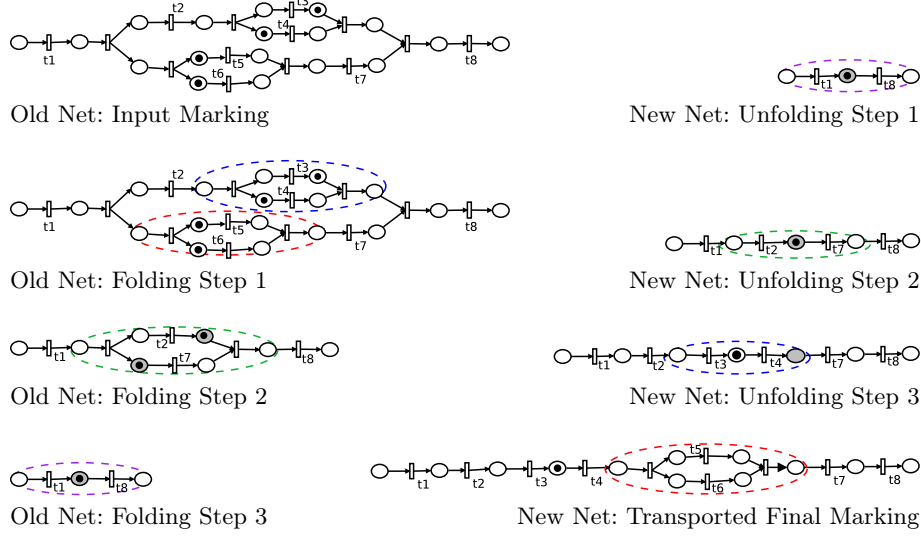 t2 t3
t4
t1 t5 t8
t6 t7
t1 t8
Old Net: Input Marking New Net: Unfolding Step 1
t2 t3
t4
t1 t5 t8
t6 t7
t1 t2 t7 t8
Old Net: Folding Step 1 New Net: Unfolding Step 2
t2
t1 t7 t8
t1 t2 t3 t4 t7 t8
Old Net: Folding Step 2 New Net: Unfolding Step 3
t5
t1 t8 t1 t2 t3 t4 t6 t7 t8
Old Net: Folding Step 3 New Net: Transported Final Marking